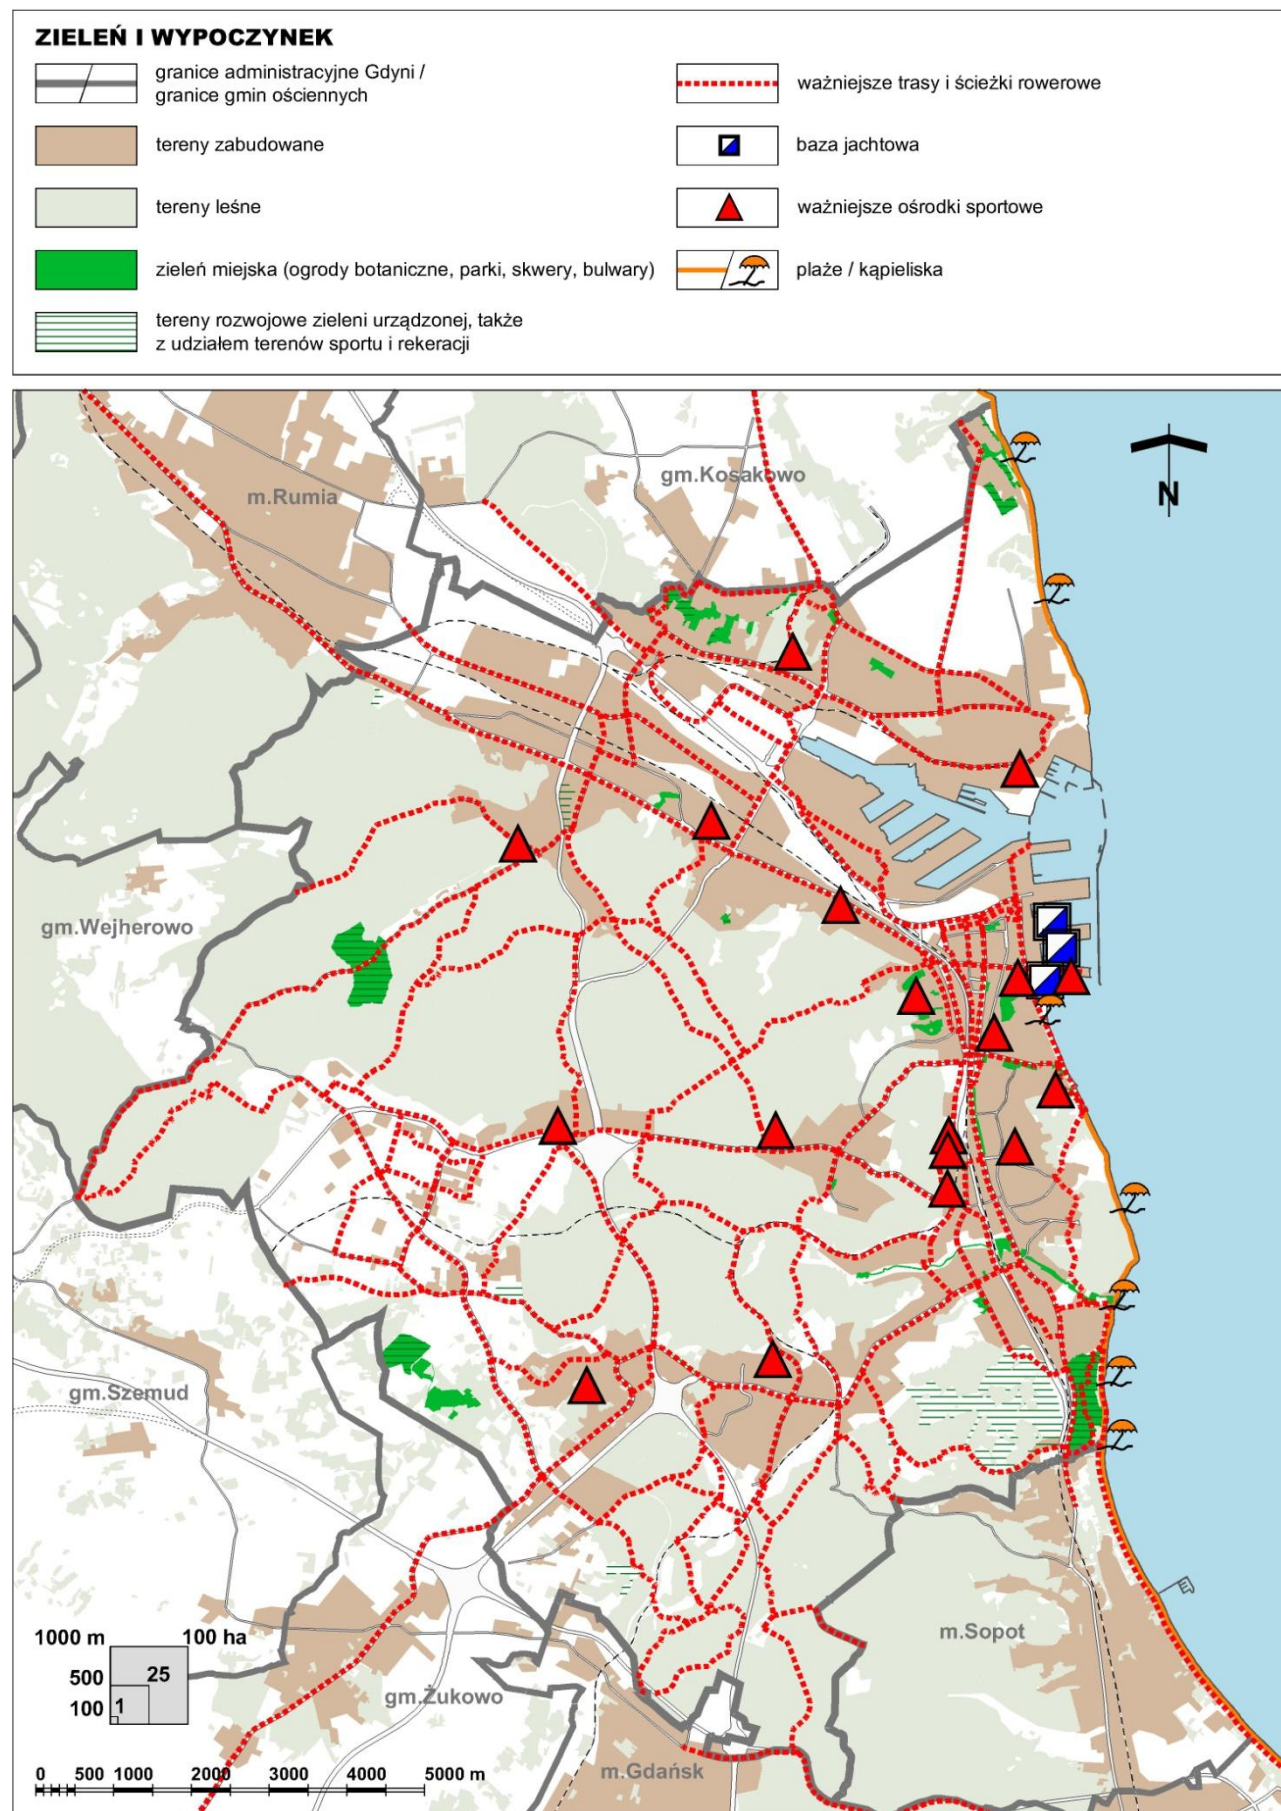 ZIELEŃ I WYPOCZYNEK
granice administracyjne Gdyni /
granice gmin ościennych
tereny zabudowane
tereny leśne
zieleń miejska (ogrody botaniczne, parki, skwery, bulwary)
tereny rozwojowe zieleni urządzonej, także
z udziałem terenów sportu i rekeracji
ważniejsze trasy i ścieżki rowerowe
baza jachtowa
ważniejsze ośrodki sportowe
plaże / kąpieliska
m.Rumia
gm.Kosakowo
N
gm.Wejherowo
gm.Szemud
m.Sopot
gm.Żukowo
m.Gdańsk
1000 m 100 ha
500 25
100 1
0 500 1000 2000 3000 4000 5000 m